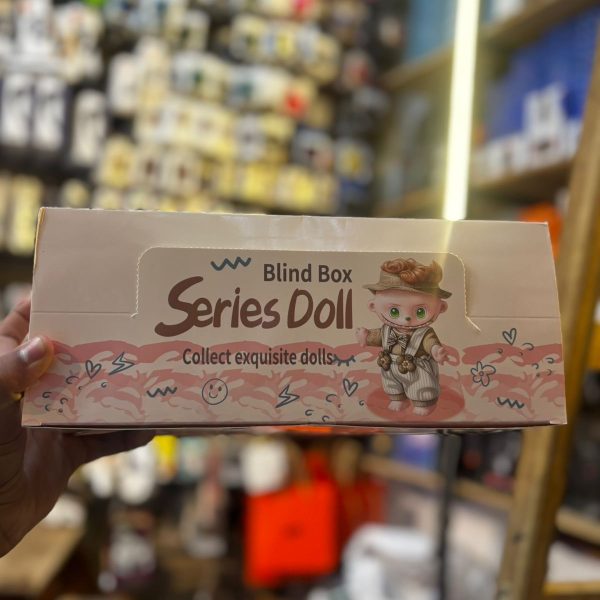 Blind Box
Series Doll
Collect exquisite dolls